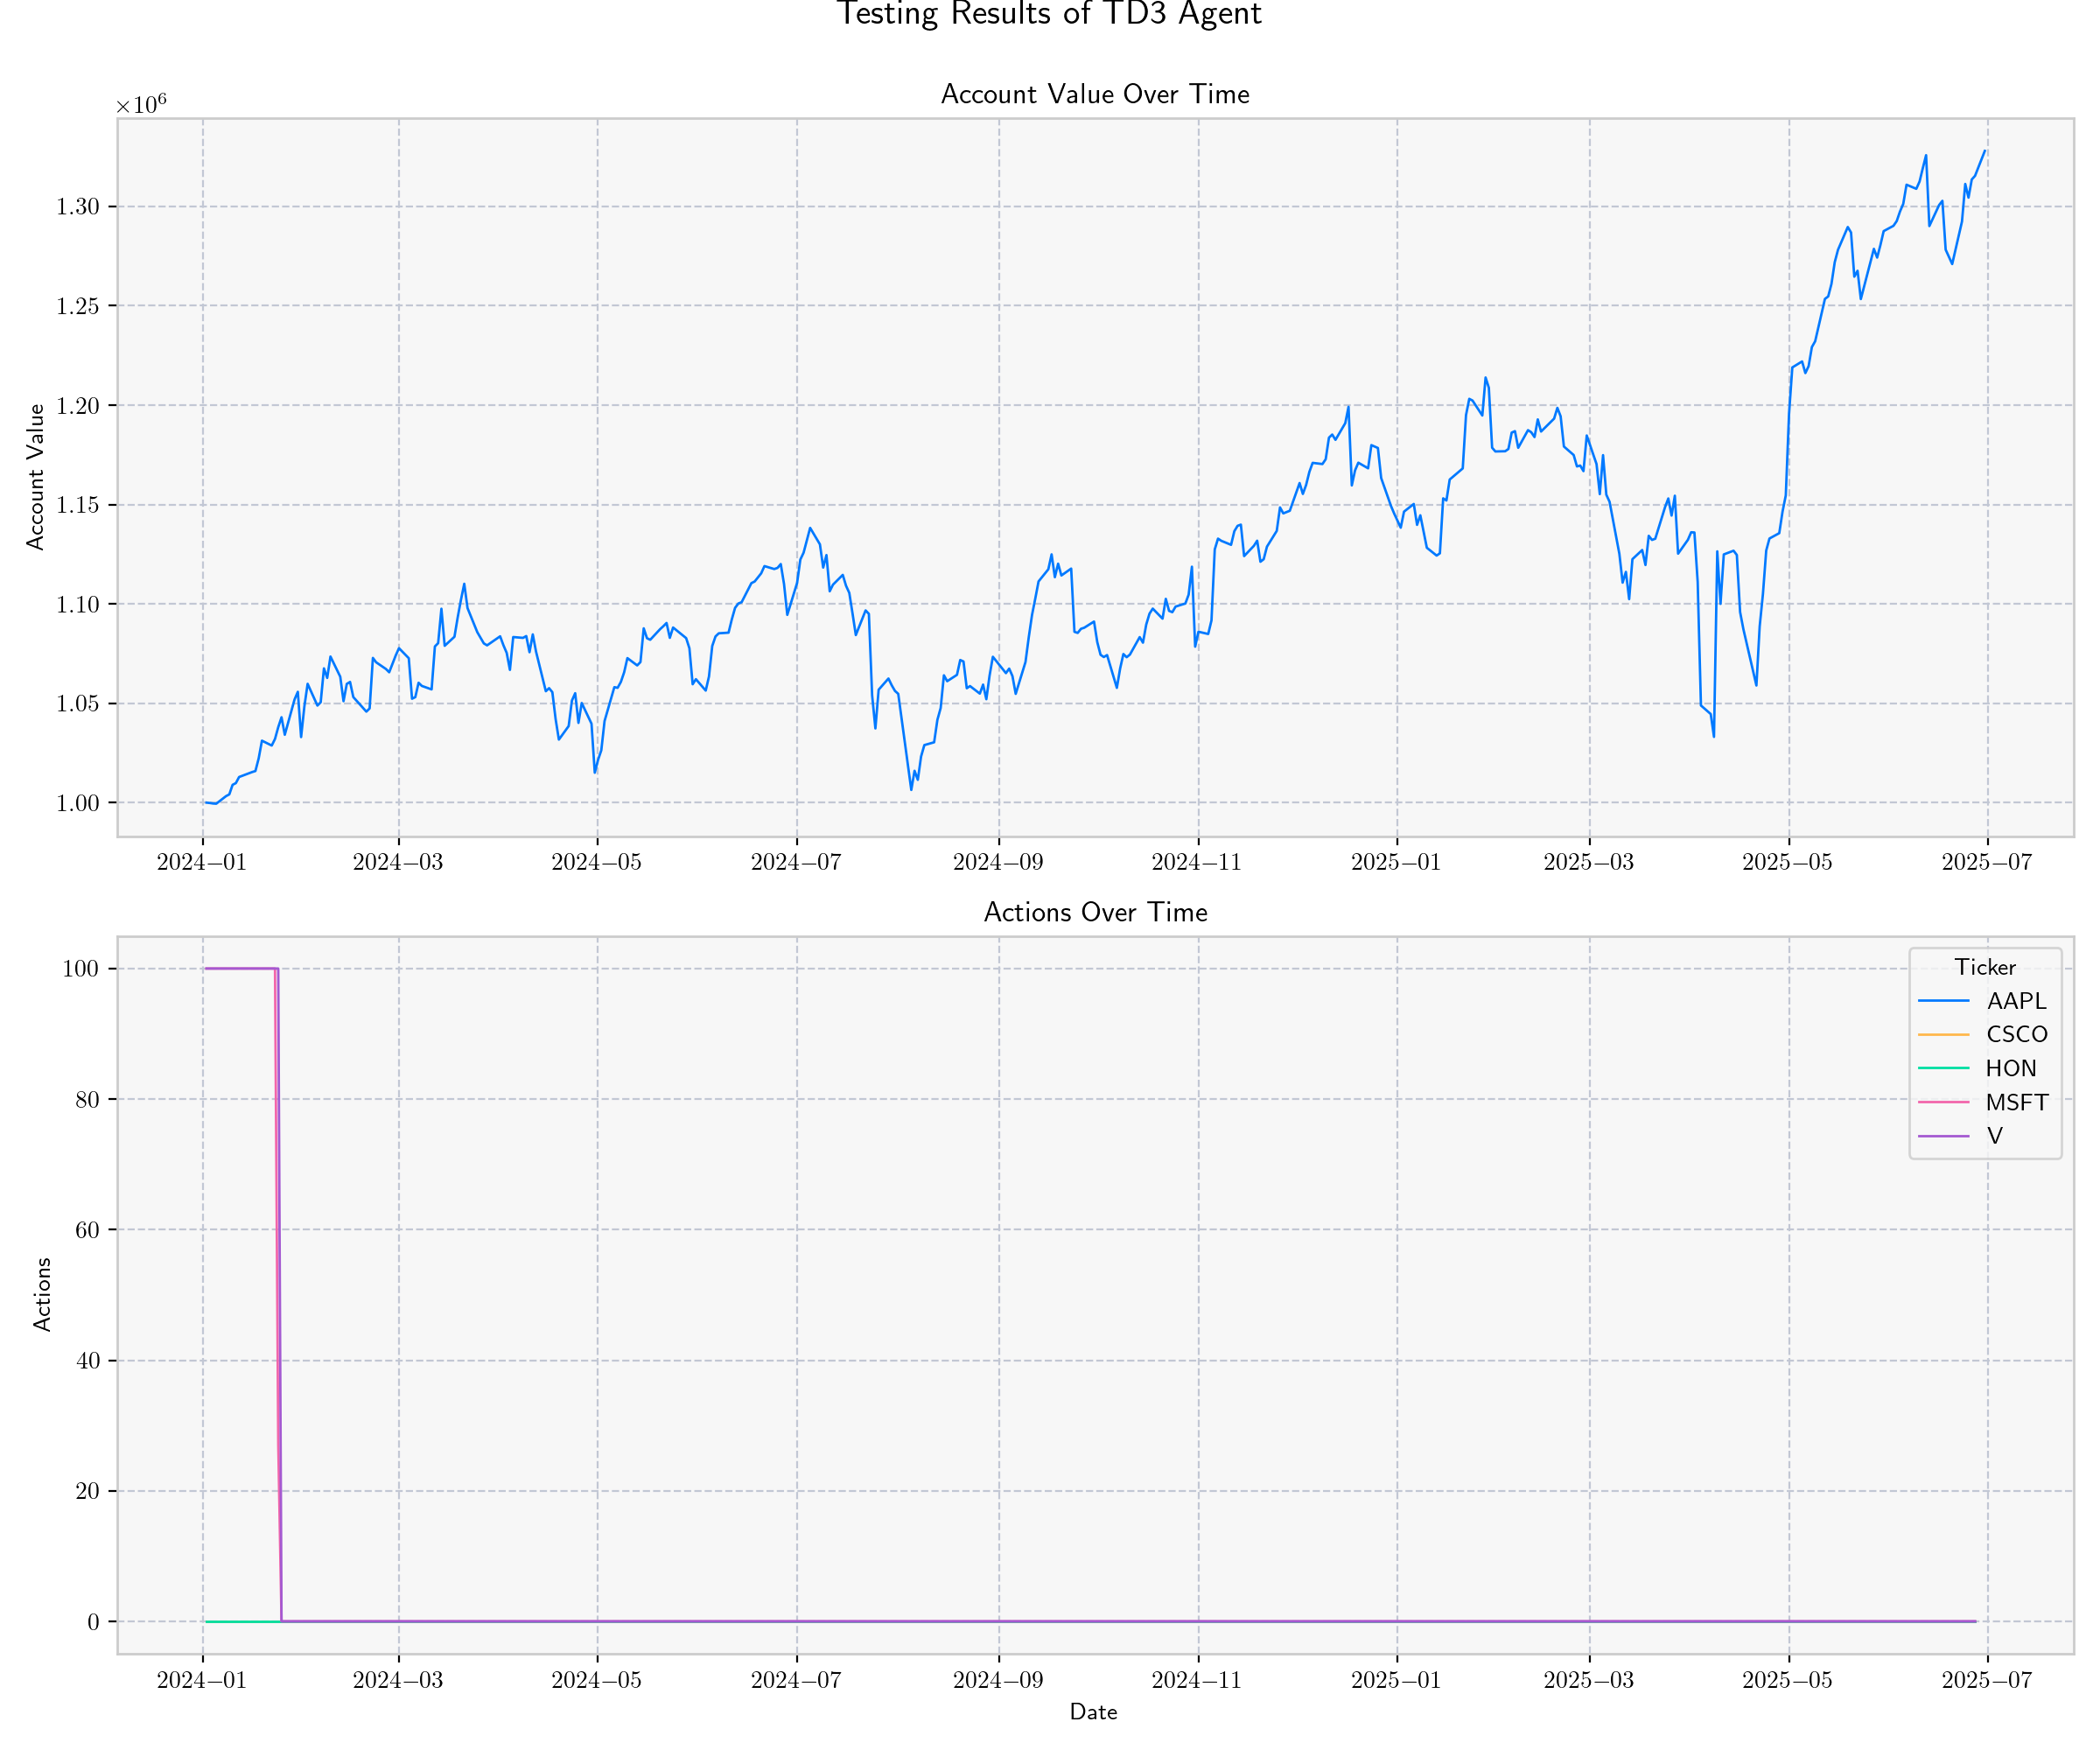 Testing Results of TD3 Agent
Account Value Over Time
×10⁶
Account Value
1.30
1.25
1.20
1.15
1.10
1.05
1.00
2024−01 2024−03 2024−05 2024−07 2024−09 2024−11 2025−01 2025−03 2025−05 2025−07
Actions Over Time
Actions
100
80
60
40
20
0
Ticker
AAPL
CSCO
HON
MSFT
V
2024−01 2024−03 2024−05 2024−07 2024−09 2024−11 2025−01 2025−03 2025−05 2025−07
Date